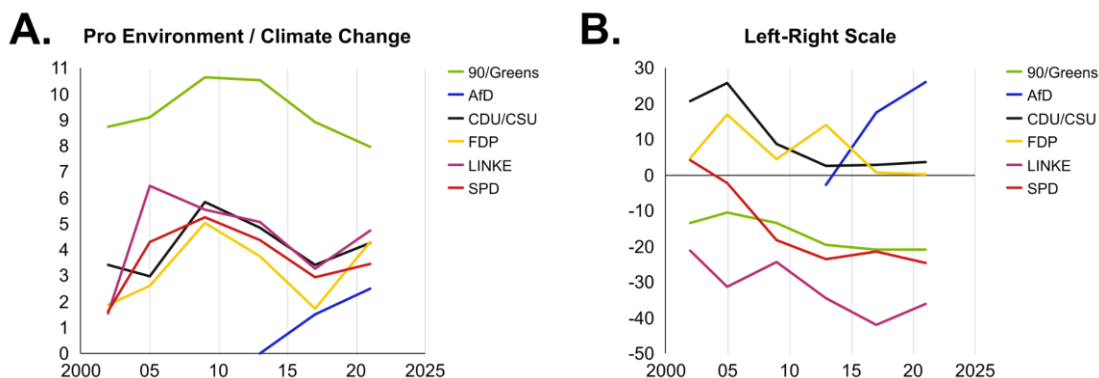 A. Pro Environment / Climate Change
11
10
9
8
7
6
5
4
3
2
1
0
2000 05 10 15 20 2025
90/Greens
AfD
CDU/CSU
FDP
LINKE
SPD
B. Left-Right Scale
30
20
10
0
-10
-20
-30
-40
-50
2000 05 10 15 20 2025
90/Greens
AfD
CDU/CSU
FDP
LINKE
SPD